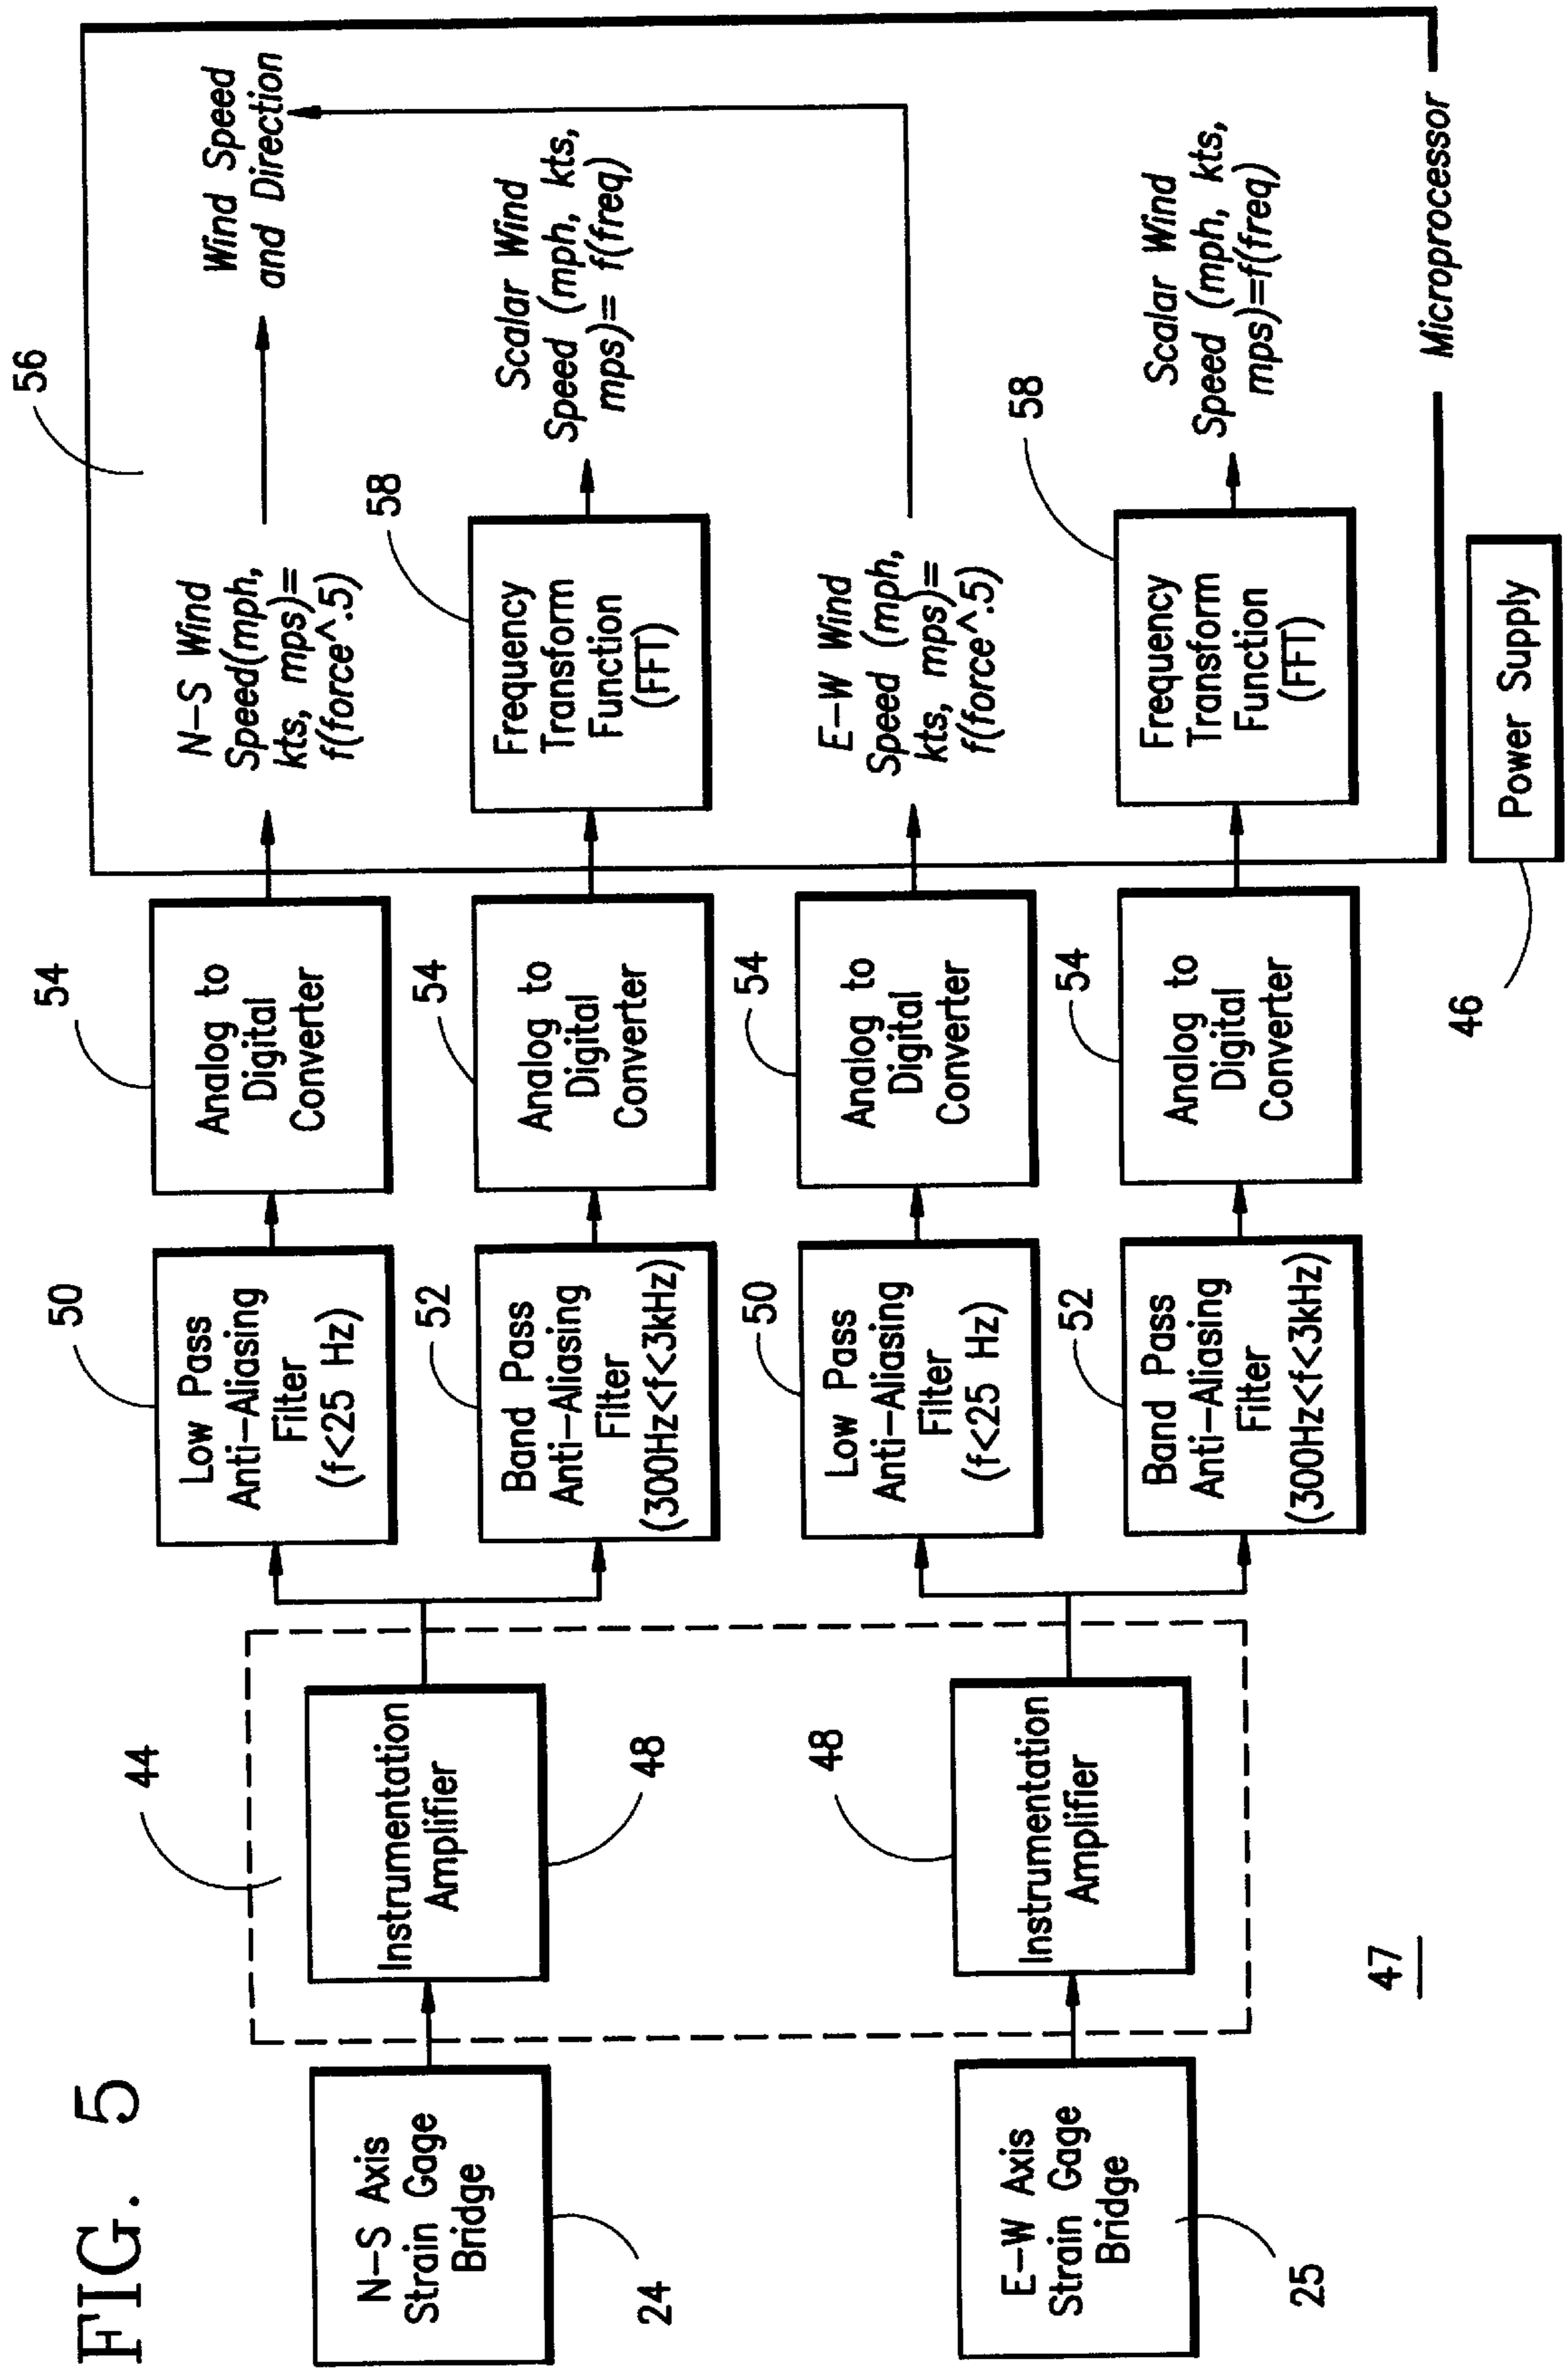 FIG. 5
N-S Axis
Strain Gage
Bridge
24
E-W Axis
Strain Gage
Bridge
25
44
Instrumentation
Amplifier
48
48
Instrumentation
Amplifier
47
50
Low Pass
Anti-Aliasing
Filter
(f<25 Hz)
52
Band Pass
Anti-Aliasing
Filter
(300Hz<f<3kHz)
50
Low Pass
Anti-Aliasing
Filter
(f<25 Hz)
52
Band Pass
Anti-Aliasing
Filter
(300Hz<f<3kHz)
54
Analog to
Digital
Converter
54
Analog to
Digital
Converter
54
Analog to
Digital
Converter
54
Analog to
Digital
Converter
46
Power Supply
56
N-S Wind
Speed(mph,
kts, mps)=
f(force^.5)
Wind Speed
and Direction
58
Frequency
Transform
Function
(FFT)
Scalar Wind
Speed (mph, kts,
mps)= f(freq)
E-W Wind
Speed (mph,
kts, mps)=
f(force^.5)
58
Frequency
Transform
Function
(FFT)
Scalar Wind
Speed (mph, kts,
mps)=f(freq)
Microprocessor